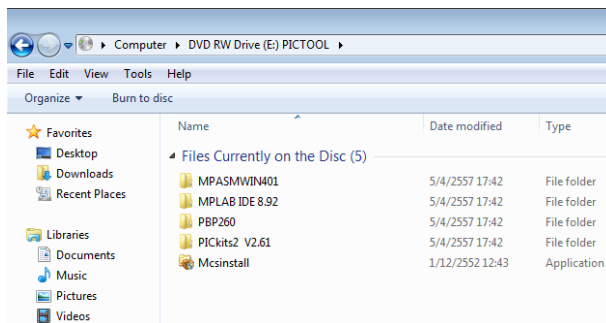 Computer ▸ DVD RW Drive (E:) PICTOOL ▸
File Edit View Tools Help
Organize ▾ Burn to disc
Favorites
Desktop
Downloads
Recent Places
Libraries
Documents
Music
Pictures
Videos
Name Date modified Type
Files Currently on the Disc (5)
MPASMWIN401 5/4/2557 17:42 File folder
MPLAB IDE 8.92 5/4/2557 17:42 File folder
PBP260 5/4/2557 17:42 File folder
PICkits2 V2.61 5/4/2557 17:42 File folder
Mcsinstall 1/12/2552 12:43 Application